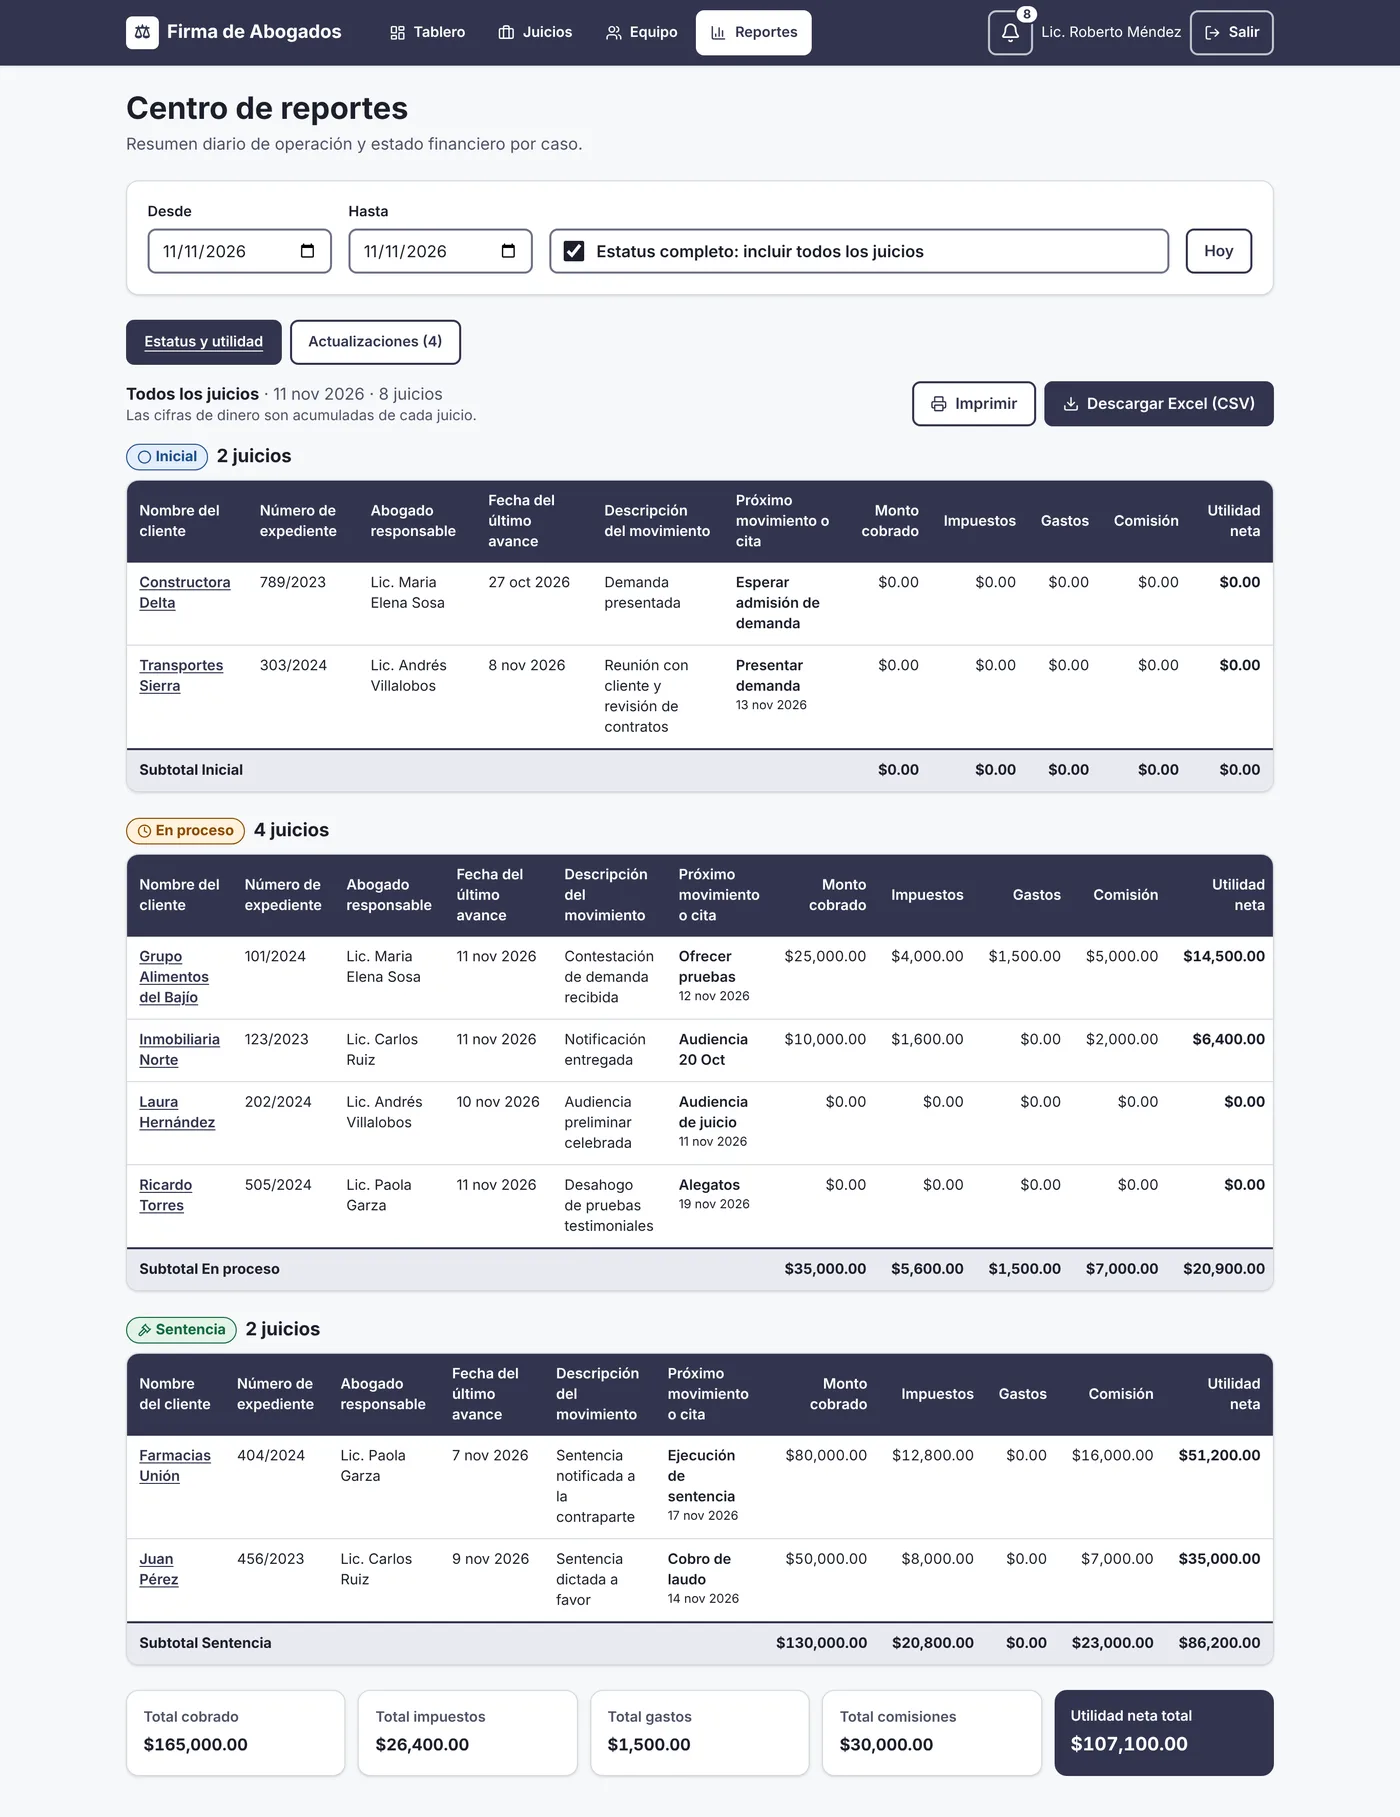 Firma de Abogados
Tablero
Juicios
Equipo
Reportes
8
Lic. Roberto Méndez
Salir
Centro de reportes
Resumen diario de operación y estado financiero por caso.
Desde
Hasta
11/11/2026
11/11/2026
Estatus completo: incluir todos los juicios
Hoy
Estatus y utilidad
Actualizaciones (4)
Todos los juicios · 11 nov 2026 · 8 juicios
Las cifras de dinero son acumuladas de cada juicio.
Imprimir
Descargar Excel (CSV)
Inicial
2 juicios
Nombre del
cliente
Número de
expediente
Abogado
responsable
Fecha del
último
avance
Descripción
del movimiento
Próximo
movimiento o
cita
Monto
cobrado
Impuestos
Gastos
Comisión
Utilidad
neta
Constructora
Delta
789/2023
Lic. Maria
Elena Sosa
27 oct 2026
Demanda
presentada
Esperar
admisión de
demanda
$0.00
$0.00
$0.00
$0.00
$0.00
Transportes
Sierra
303/2024
Lic. Andrés
Villalobos
8 nov 2026
Reunión con
cliente y
revisión de
contratos
Presentar
demanda
13 nov 2026
$0.00
$0.00
$0.00
$0.00
$0.00
Subtotal Inicial
$0.00
$0.00
$0.00
$0.00
$0.00
En proceso
4 juicios
Nombre del
cliente
Número de
expediente
Abogado
responsable
Fecha del
último
avance
Descripción
del
movimiento
Próximo
movimiento
o cita
Monto
cobrado
Impuestos
Gastos
Comisión
Utilidad
neta
Grupo
Alimentos
del Bajío
101/2024
Lic. Maria
Elena Sosa
11 nov 2026
Contestación
de demanda
recibida
Ofrecer
pruebas
12 nov 2026
$25,000.00
$4,000.00
$1,500.00
$5,000.00
$14,500.00
Inmobiliaria
Norte
123/2023
Lic. Carlos
Ruiz
11 nov 2026
Notificación
entregada
Audiencia
20 Oct
$10,000.00
$1,600.00
$0.00
$2,000.00
$6,400.00
Laura
Hernández
202/2024
Lic. Andrés
Villalobos
10 nov 2026
Audiencia
preliminar
celebrada
Audiencia
de juicio
11 nov 2026
$0.00
$0.00
$0.00
$0.00
$0.00
Ricardo
Torres
505/2024
Lic. Paola
Garza
11 nov 2026
Desahogo
de pruebas
testimoniales
Alegatos
19 nov 2026
$0.00
$0.00
$0.00
$0.00
$0.00
Subtotal En proceso
$35,000.00
$5,600.00
$1,500.00
$7,000.00
$20,900.00
Sentencia
2 juicios
Nombre
del cliente
Número de
expediente
Abogado
responsable
Fecha del
último
avance
Descripción
del
movimiento
Próximo
movimiento
o cita
Monto
cobrado
Impuestos
Gastos
Comisión
Utilidad
neta
Farmacias
Unión
404/2024
Lic. Paola
Garza
7 nov 2026
Sentencia
notificada a
la
contraparte
Ejecución
de
sentencia
17 nov 2026
$80,000.00
$12,800.00
$0.00
$16,000.00
$51,200.00
Juan
Pérez
456/2023
Lic. Carlos
Ruiz
9 nov 2026
Sentencia
dictada a
favor
Cobro de
laudo
14 nov 2026
$50,000.00
$8,000.00
$0.00
$7,000.00
$35,000.00
Subtotal Sentencia
$130,000.00
$20,800.00
$0.00
$23,000.00
$86,200.00
Total cobrado
$165,000.00
Total impuestos
$26,400.00
Total gastos
$1,500.00
Total comisiones
$30,000.00
Utilidad neta total
$107,100.00